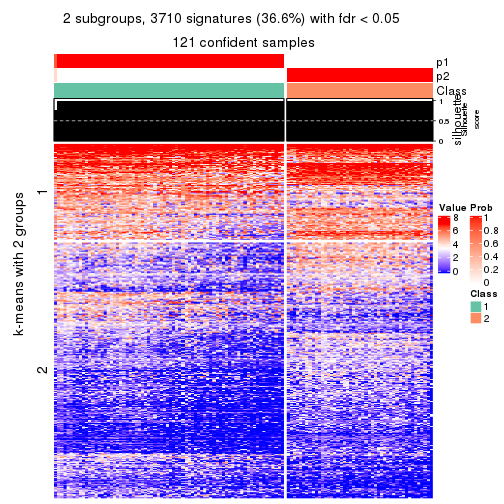 2 subgroups, 3710 signatures (36.6%) with fdr < 0.05
121 confident samples
p1
p2
Class
silhouette
Silhouette
score
1
0.5
0
k-means with 2 groups
1
2
Value
8
6
4
2
0
Prob
1
0.8
0.6
0.4
0.2
0
Class
1
2